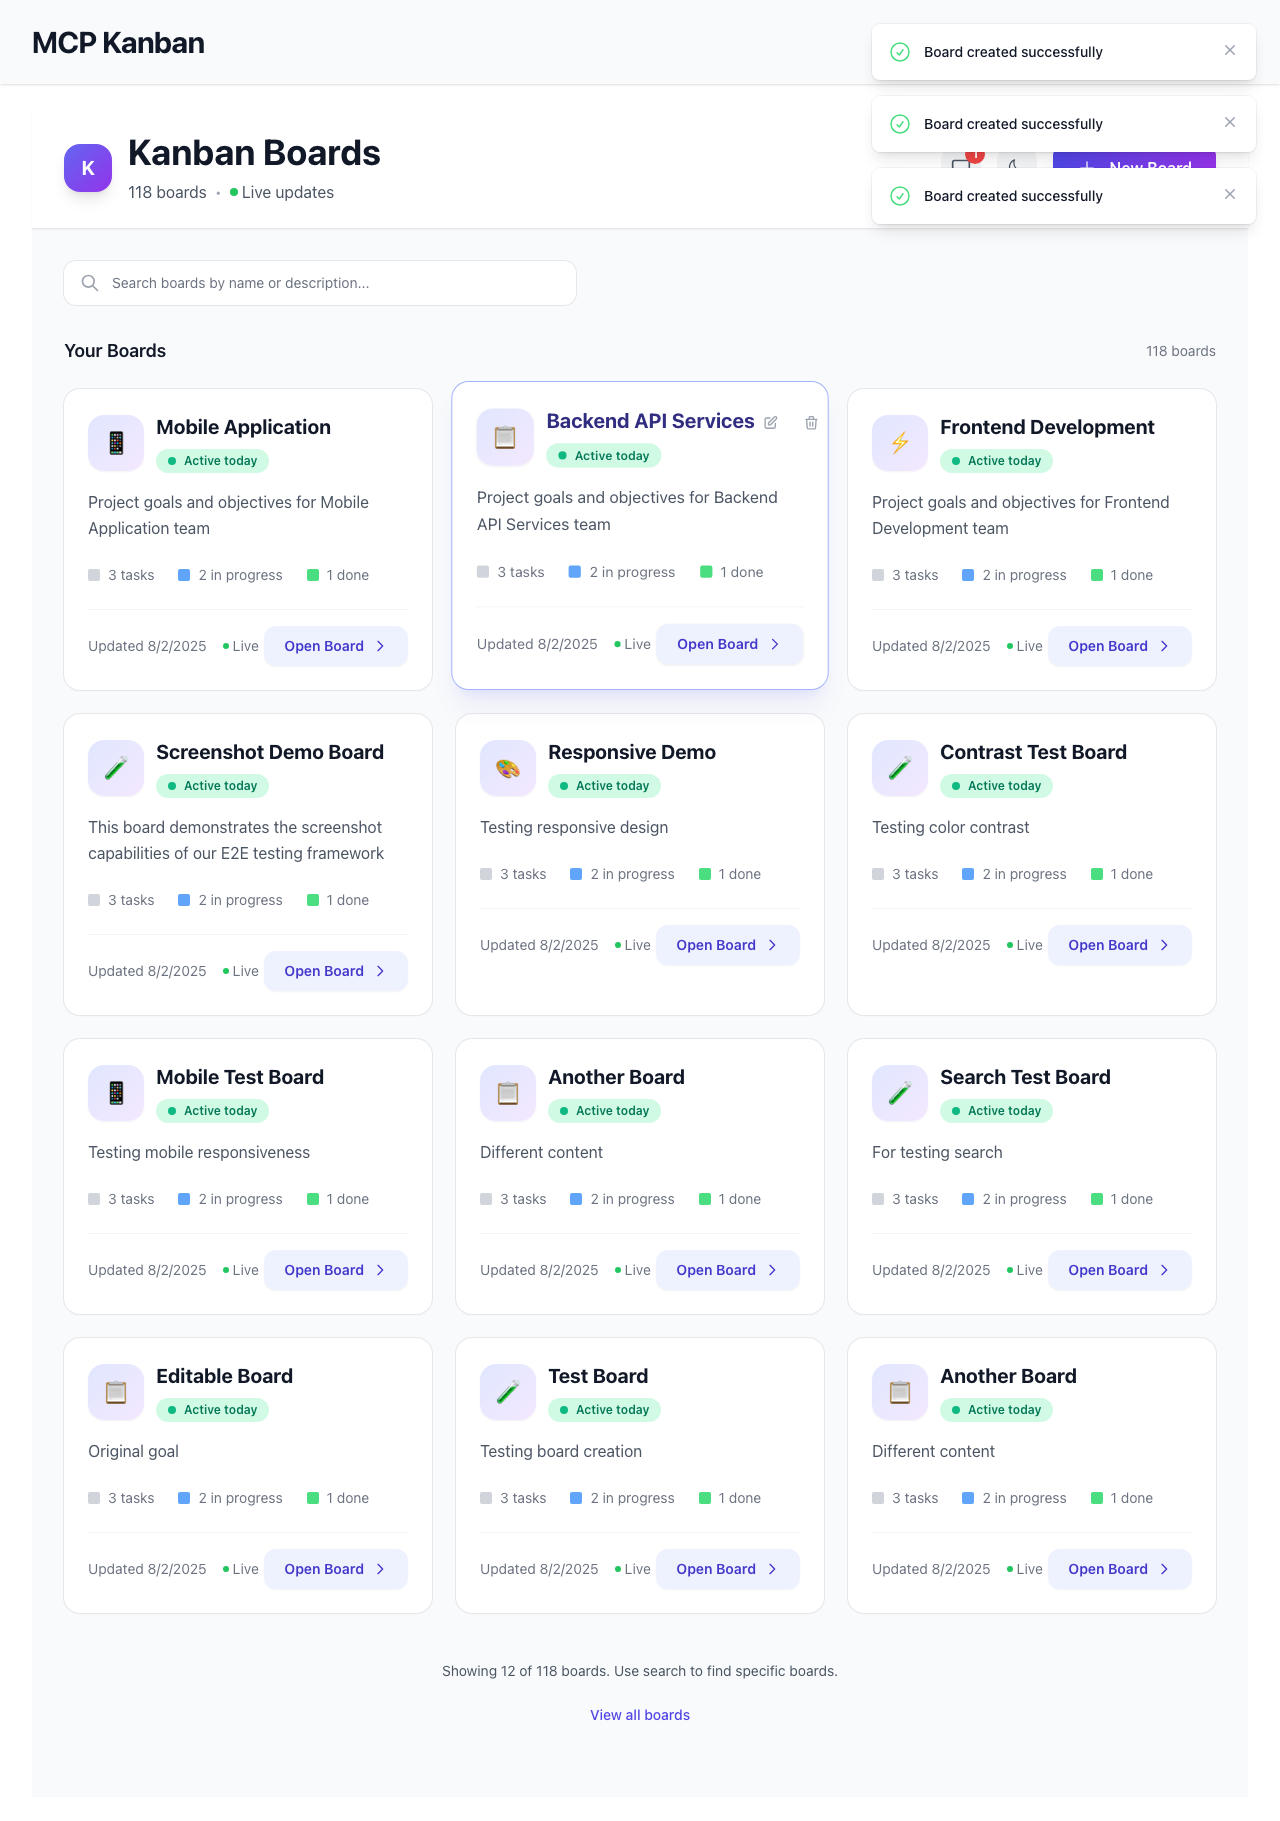 MCP Kanban
Board created successfully
Board created successfully
Board created successfully
K
Kanban Boards
118 boards • Live updates
New Board
Search boards by name or description...
Your Boards
118 boards
Mobile Application
Active today
Project goals and objectives for Mobile
Application team
3 tasks 2 in progress 1 done
Updated 8/2/2025 Live Open Board
Backend API Services
Active today
Project goals and objectives for Backend
API Services team
3 tasks 2 in progress 1 done
Updated 8/2/2025 Live Open Board
Frontend Development
Active today
Project goals and objectives for Frontend
Development team
3 tasks 2 in progress 1 done
Updated 8/2/2025 Live Open Board
Screenshot Demo Board
Active today
This board demonstrates the screenshot
capabilities of our E2E testing framework
3 tasks 2 in progress 1 done
Updated 8/2/2025 Live Open Board
Responsive Demo
Active today
Testing responsive design
3 tasks 2 in progress 1 done
Updated 8/2/2025 Live Open Board
Contrast Test Board
Active today
Testing color contrast
3 tasks 2 in progress 1 done
Updated 8/2/2025 Live Open Board
Mobile Test Board
Active today
Testing mobile responsiveness
3 tasks 2 in progress 1 done
Updated 8/2/2025 Live Open Board
Another Board
Active today
Different content
3 tasks 2 in progress 1 done
Updated 8/2/2025 Live Open Board
Search Test Board
Active today
For testing search
3 tasks 2 in progress 1 done
Updated 8/2/2025 Live Open Board
Editable Board
Active today
Original goal
3 tasks 2 in progress 1 done
Updated 8/2/2025 Live Open Board
Test Board
Active today
Testing board creation
3 tasks 2 in progress 1 done
Updated 8/2/2025 Live Open Board
Another Board
Active today
Different content
3 tasks 2 in progress 1 done
Updated 8/2/2025 Live Open Board
Showing 12 of 118 boards. Use search to find specific boards.
View all boards